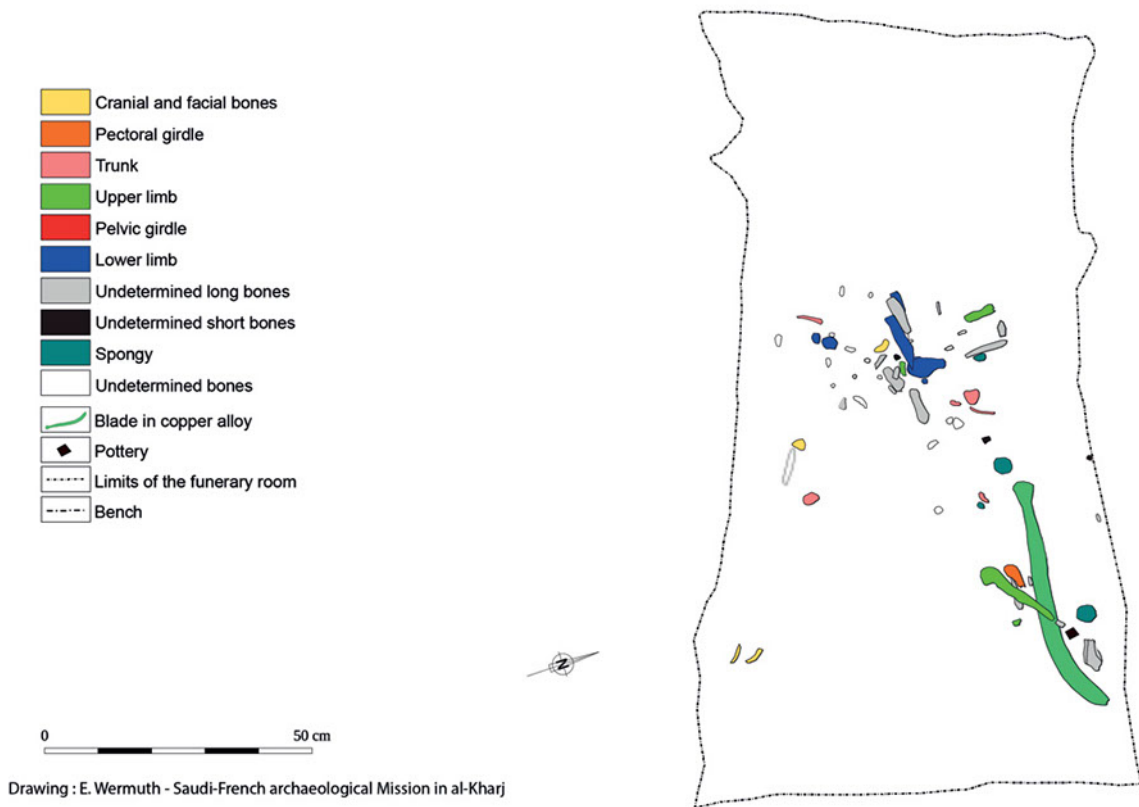 Cranial and facial bones
Pectoral girdle
Trunk
Upper limb
Pelvic girdle
Lower limb
Undetermined long bones
Undetermined short bones
Spongy
Undetermined bones
Blade in copper alloy
Pottery
Limits of the funerary room
Bench
N
0 50 cm
Drawing : E. Wermuth - Saudi-French archaeological Mission in al-Kharj